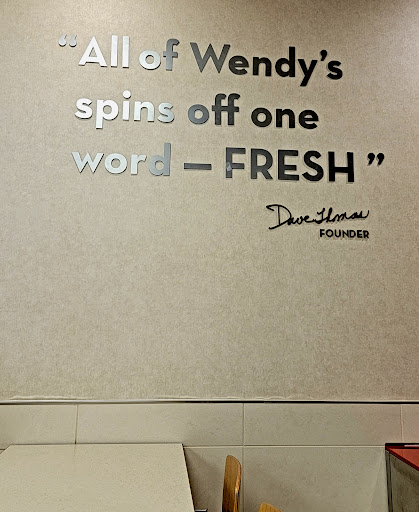 “All of Wendy’s
spins off one
word – FRESH”
Dave Thomas
FOUNDER